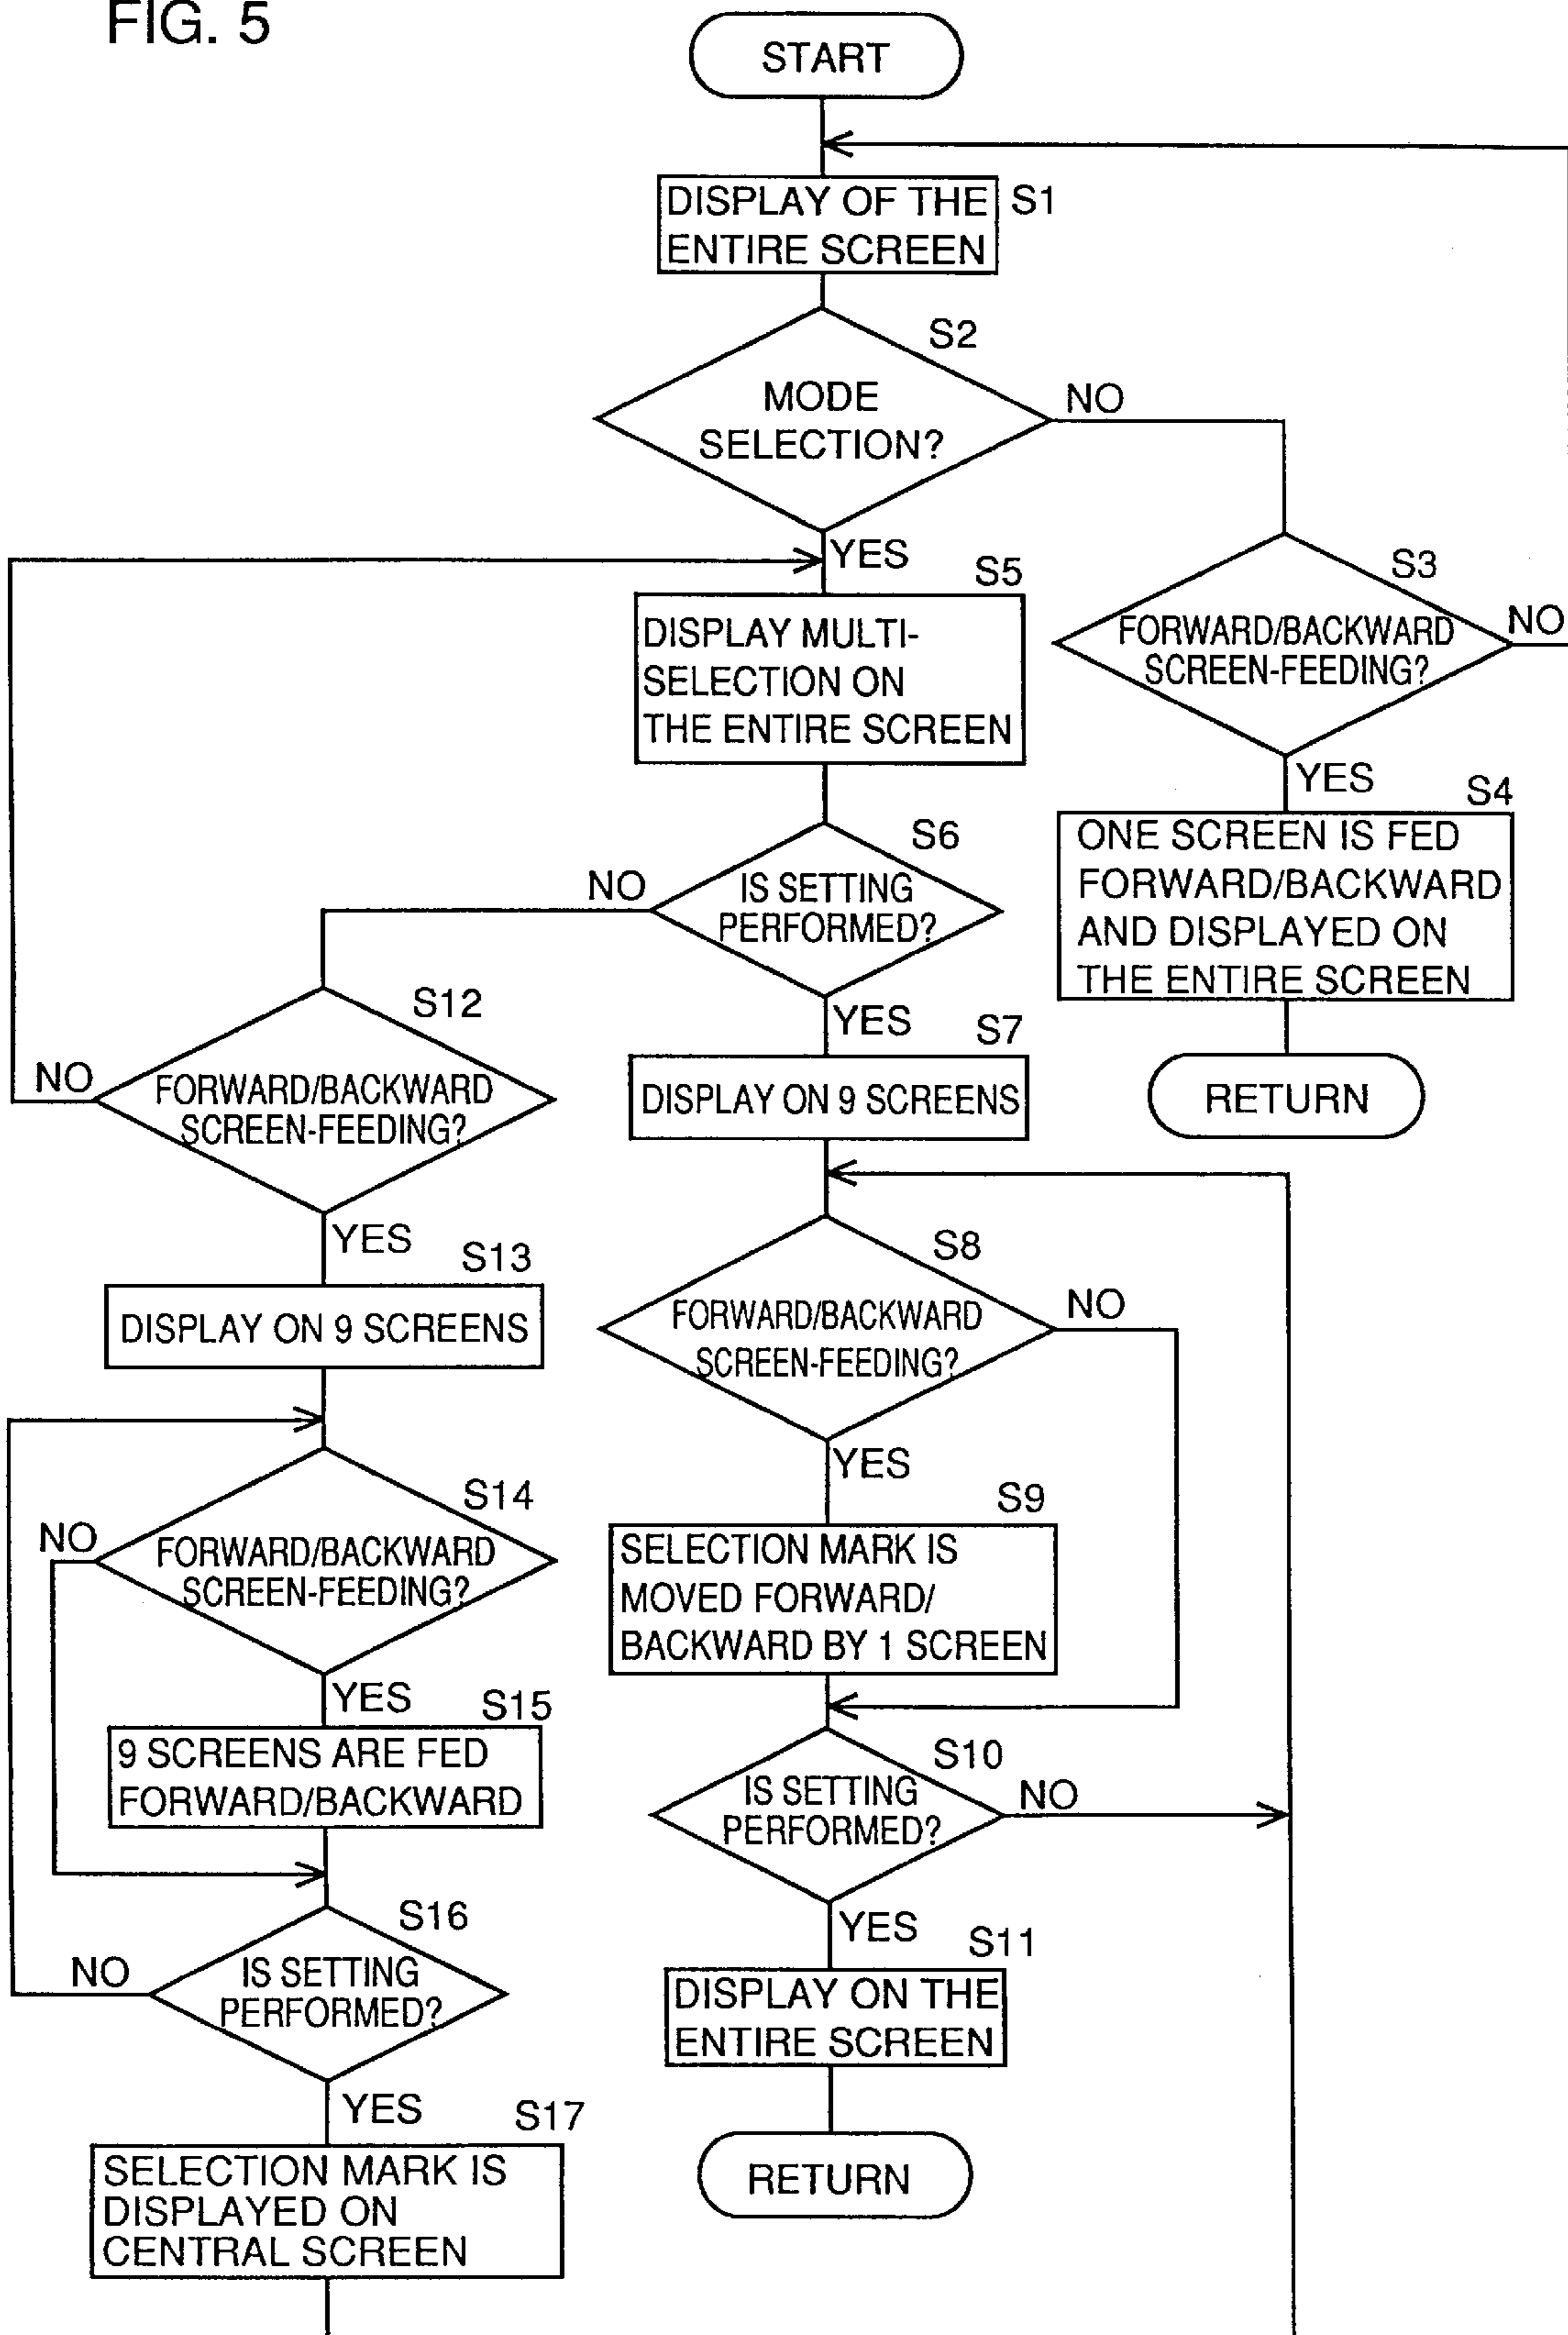 FIG. 5
START
DISPLAY OF THE
ENTIRE SCREEN
S1
S2
MODE
SELECTION?
NO
YES
S3
FORWARD/BACKWARD
SCREEN-FEEDING?
NO
YES
S4
ONE SCREEN IS FED
FORWARD/BACKWARD
AND DISPLAYED ON
THE ENTIRE SCREEN
RETURN
S5
DISPLAY MULTI-
SELECTION ON
THE ENTIRE SCREEN
S6
IS SETTING
PERFORMED?
NO
YES
S7
DISPLAY ON 9 SCREENS
S8
FORWARD/BACKWARD
SCREEN-FEEDING?
NO
YES
S9
SELECTION MARK IS
MOVED FORWARD/
BACKWARD BY 1 SCREEN
S10
IS SETTING
PERFORMED?
NO
YES
S11
DISPLAY ON THE
ENTIRE SCREEN
RETURN
S12
FORWARD/BACKWARD
SCREEN-FEEDING?
NO
YES
S13
DISPLAY ON 9 SCREENS
S14
FORWARD/BACKWARD
SCREEN-FEEDING?
NO
YES
S15
9 SCREENS ARE FED
FORWARD/BACKWARD
S16
IS SETTING
PERFORMED?
NO
YES
S17
SELECTION MARK IS
DISPLAYED ON
CENTRAL SCREEN